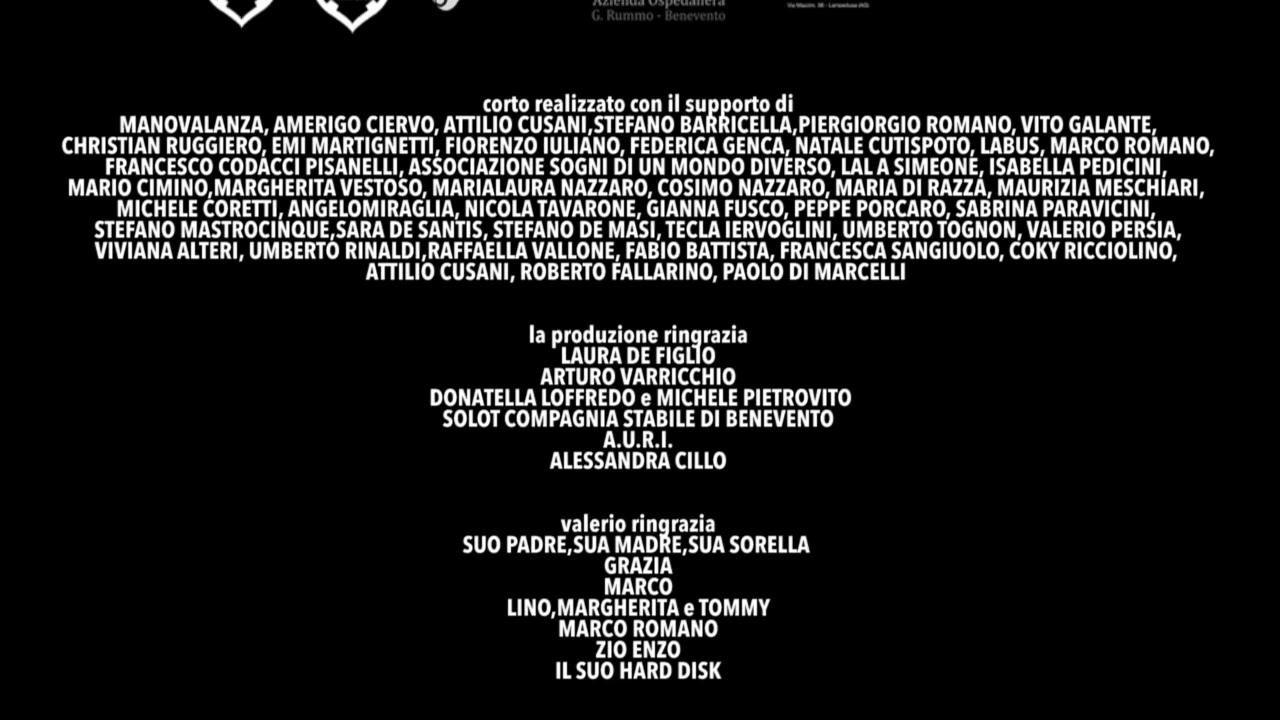 Azienda Ospedaliera
G. Rummo - Benevento
corto realizzato con il supporto di
MANOVALANZA, AMERIGO CIERVO, ATTILIO CUSANI,STEFANO BARRICELLA,PIERGIORGIO ROMANO, VITO GALANTE,
CHRISTIAN RUGGIERO, EMI MARTIGNETTI, FIORENZO IULIANO, FEDERICA GENCA, NATALE CUTISPOTO, LABUS, MARCO ROMANO,
FRANCESCO CODACCI PISANELLI, ASSOCIAZIONE SOGNI DI UN MONDO DIVERSO, LAL A SIMEONE, ISABELLA PEDICINI,
MARIO CIMINO,MARGHERITA VESTOSO, MARIALAURA NAZZARO, COSIMO NAZZARO, MARIA DI RAZZA, MAURIZIA MESCHIARI,
MICHELE CORETTI, ANGELOMIRAGLIA, NICOLA TAVARONE, GIANNA FUSCO, PEPPE PORCARO, SABRINA PARAVICINI,
STEFANO MASTROCINQUE,SARA DE SANTIS, STEFANO DE MASI, TECLA IERVOGLINI, UMBERTO TOGNON, VALERIO PERSIA,
VIVIANA ALTERI, UMBERTO RINALDI,RAFFAELLA VALLONE, FABIO BATTISTA, FRANCESCA SANGIUOLO, COKY RICCIOLINO,
ATTILIO CUSANI, ROBERTO FALLARINO, PAOLO DI MARCELLI
la produzione ringrazia
LAURA DE FIGLIO
ARTURO VARRICCHIO
DONATELLA LOFFREDO e MICHELE PIETROVITO
SOLOT COMPAGNIA STABILE DI BENEVENTO
A.U.R.I.
ALESSANDRA CILLO
valerio ringrazia
SUO PADRE,SUA MADRE,SUA SORELLA
GRAZIA
MARCO
LINO,MARGHERITA e TOMMY
MARCO ROMANO
ZIO ENZO
IL SUO HARD DISK